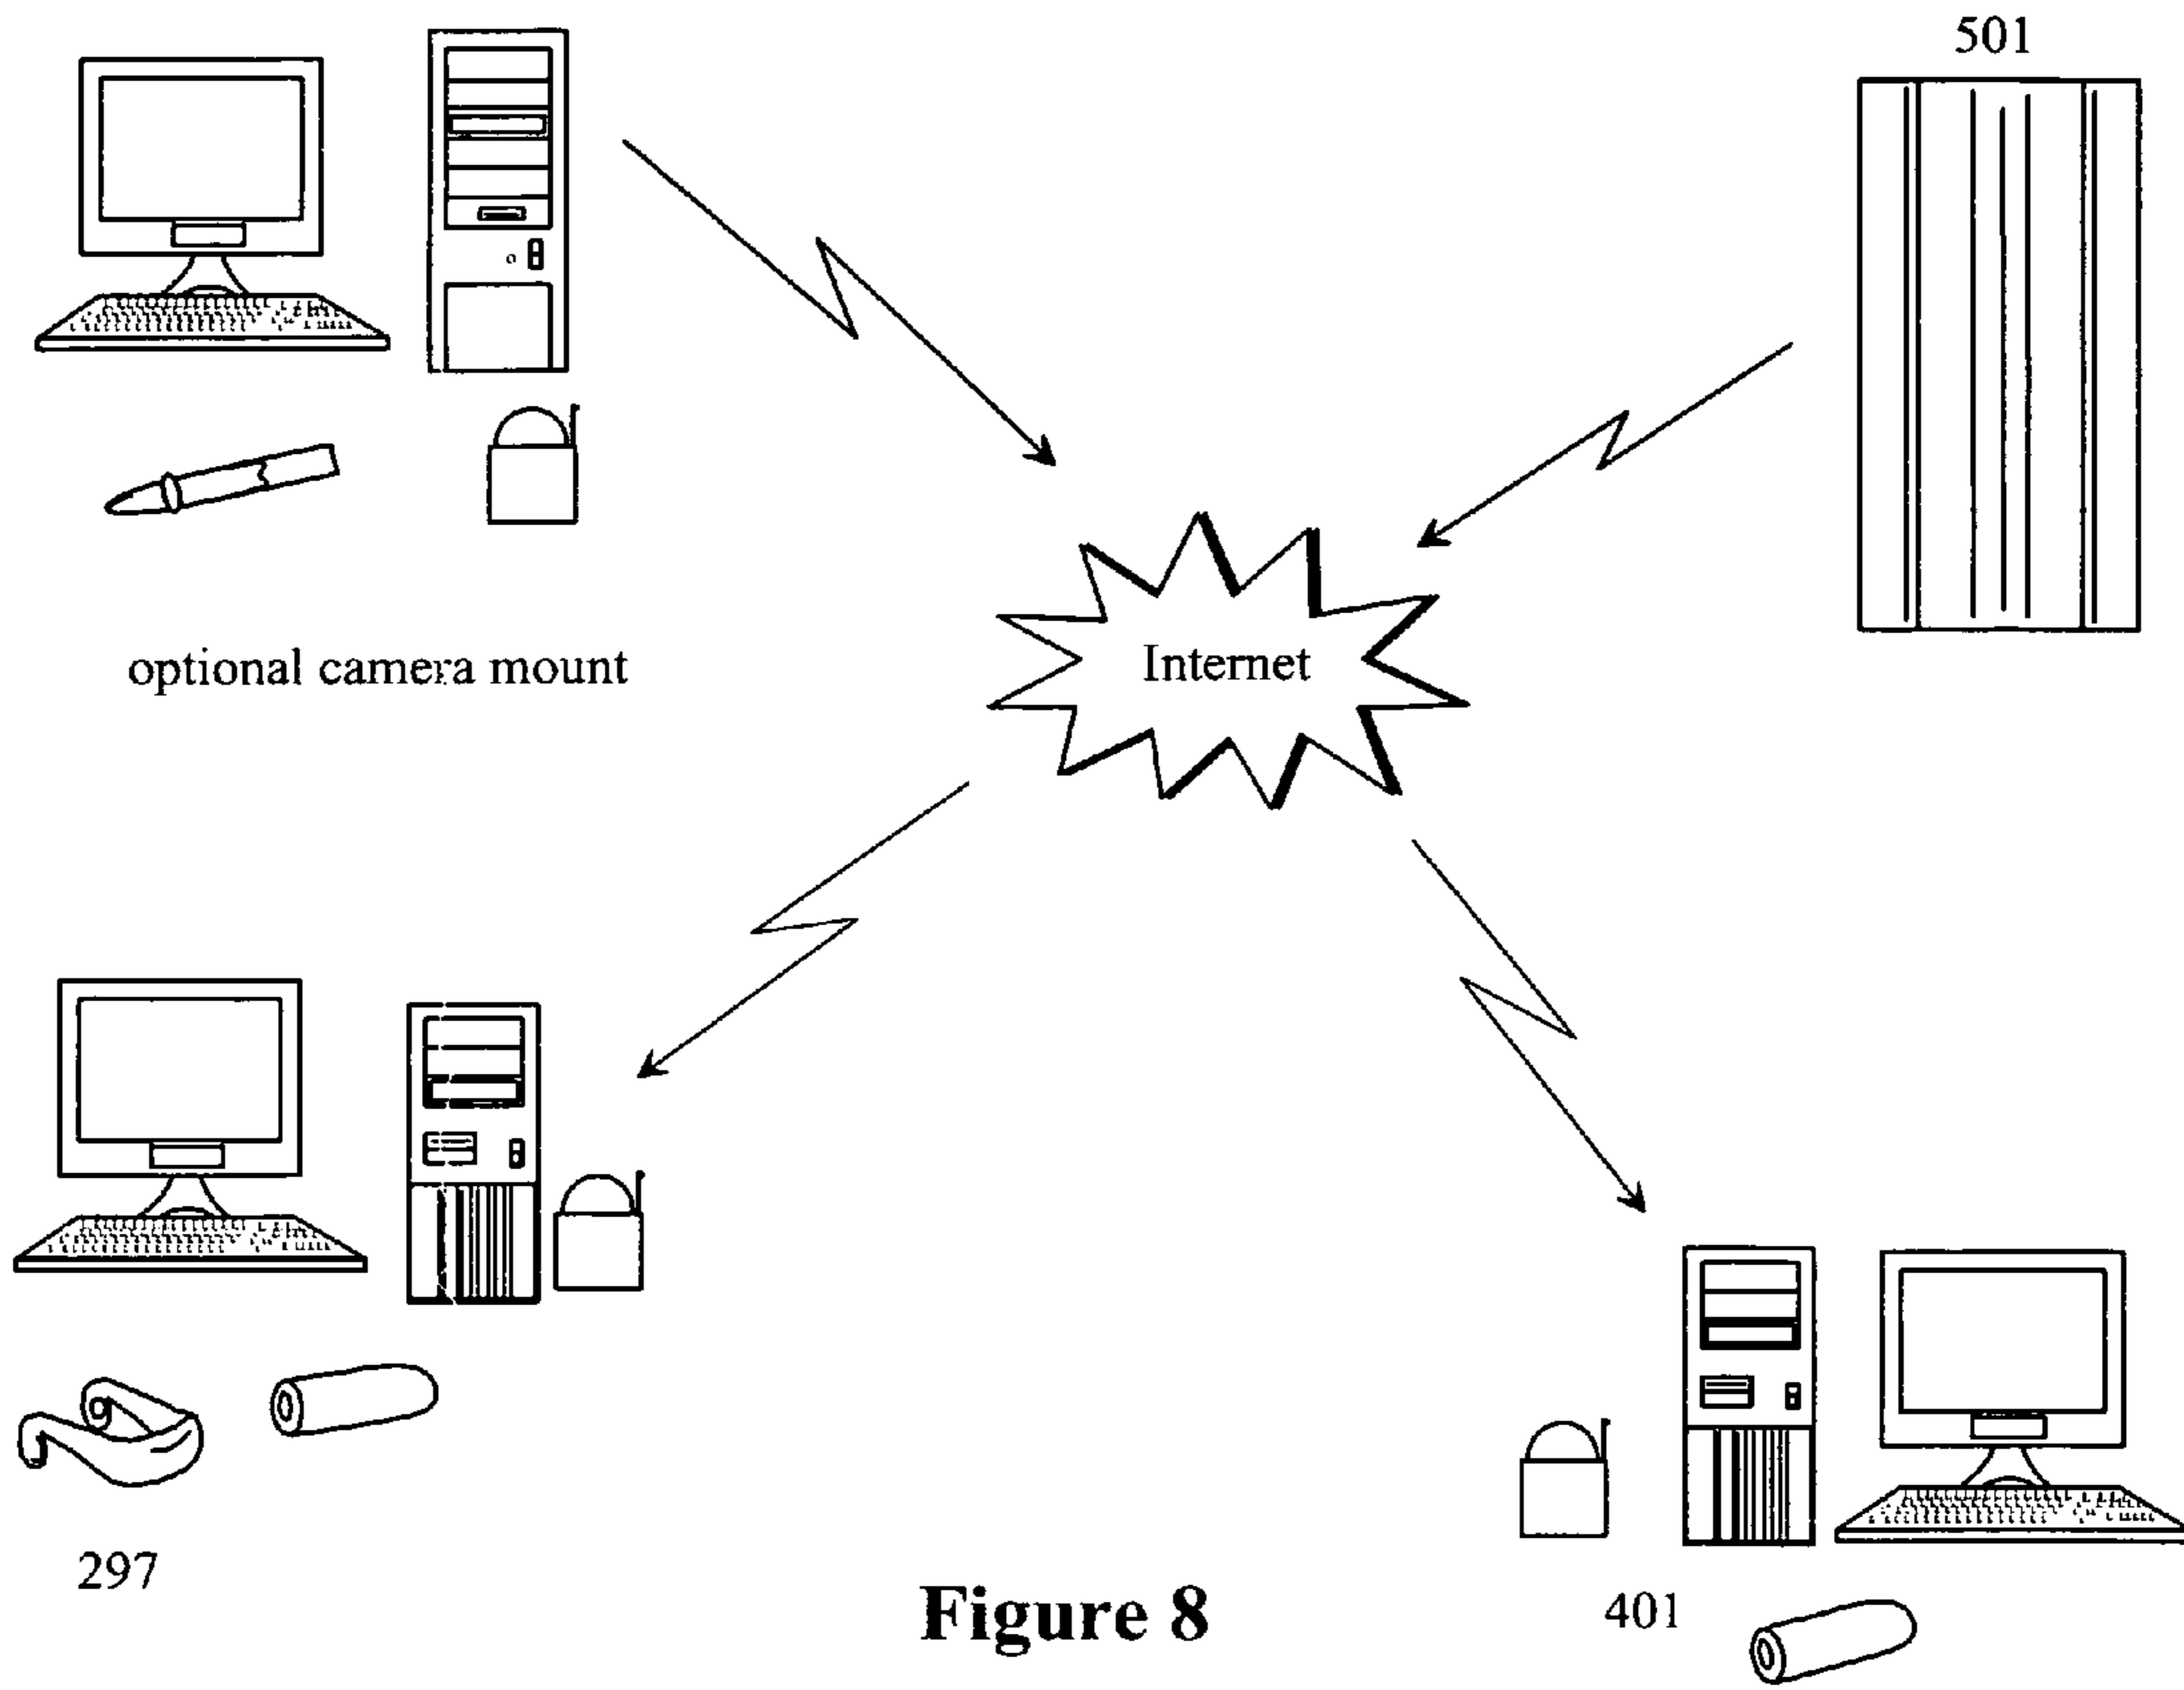 501
optional camera mount
Internet
297
Figure 8
401